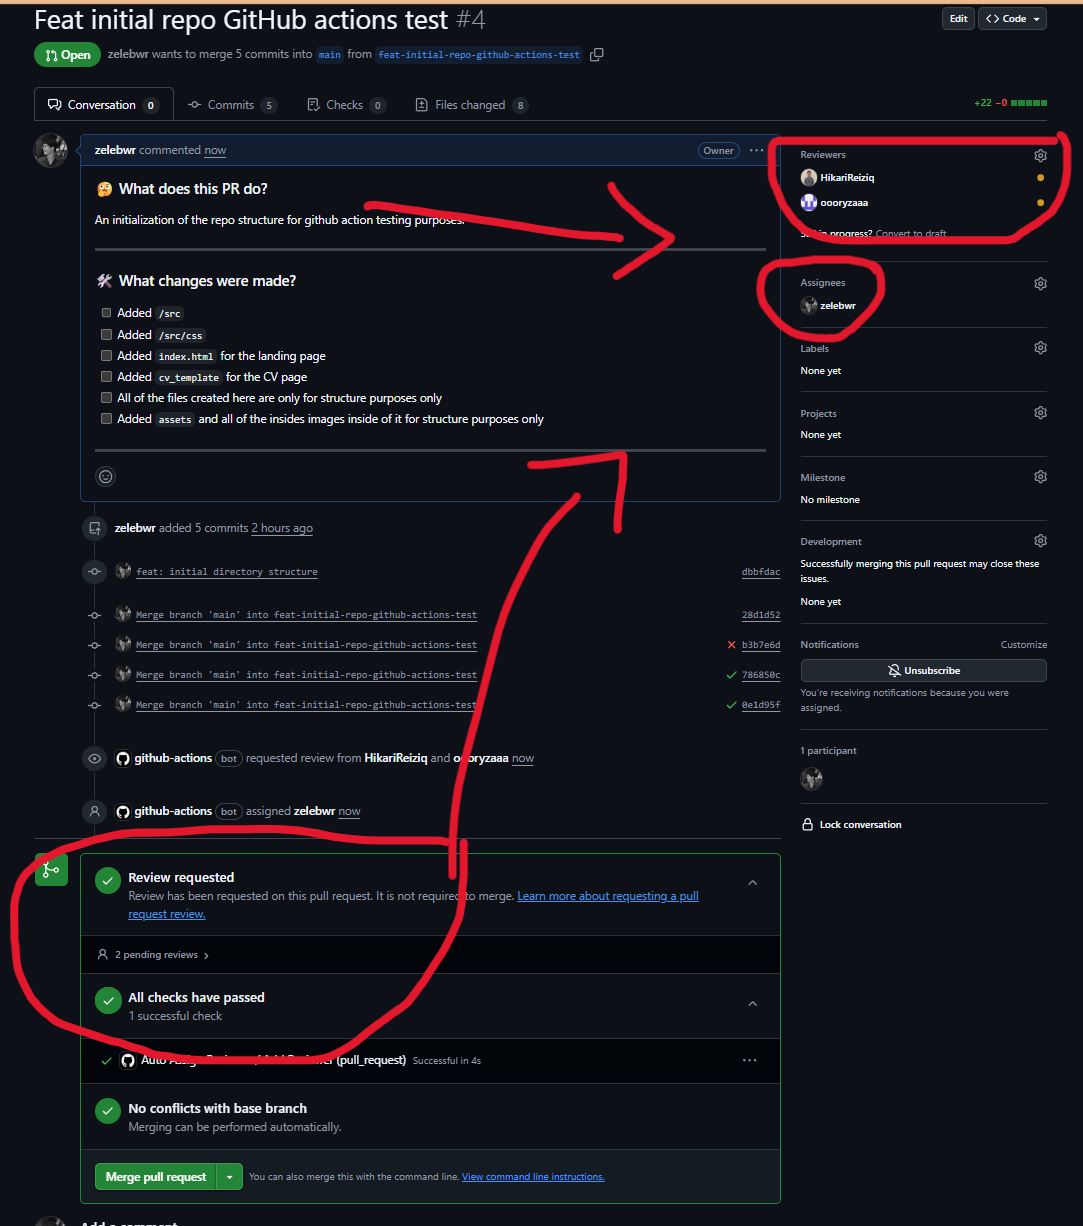 Feat initial repo GitHub actions test #4
Edit
Code
Open
zelebwr wants to merge 5 commits into main from feat-initial-repo-github-actions-test
Conversation 0
Commits 5
Checks 0
Files changed 8
+22 −0
zelebwr commented now
Owner
🤔 What does this PR do?
An initialization of the repo structure for github action testing purposes.
🛠 What changes were made?
Added /src
Added /src/css
Added index.html for the landing page
Added cv_template for the CV page
All of the files created here are only for structure purposes only
Added assets and all of the insides images inside of it for structure purposes only
zelebwr added 5 commits 2 hours ago
feat: initial directory structure
dbbfdac
Merge branch 'main' into feat-initial-repo-github-actions-test
28d1d52
Merge branch 'main' into feat-initial-repo-github-actions-test
b3b7e6d
Merge branch 'main' into feat-initial-repo-github-actions-test
786850c
Merge branch 'main' into feat-initial-repo-github-actions-test
0e1d95f
github-actions bot requested review from HikariReiziq and oooryzaaa now
github-actions bot assigned zelebwr now
Review requested
Review has been requested on this pull request. It is not required to merge. Learn more about requesting a pull
request review.
2 pending reviews
All checks have passed
1 successful check
Auto (pull_request) Successful in 4s
No conflicts with base branch
Merging can be performed automatically.
Merge pull request
You can also merge this with the command line. View command line instructions.
Add a comment
Reviewers
HikariReiziq
oooryzaaa
in progress? Convert to draft
Assignees
zelebwr
Labels
None yet
Projects
None yet
Milestone
No milestone
Development
Successfully merging this pull request may close these
issues.
None yet
Notifications
Customize
Unsubscribe
You're receiving notifications because you were
assigned.
1 participant
Lock conversation